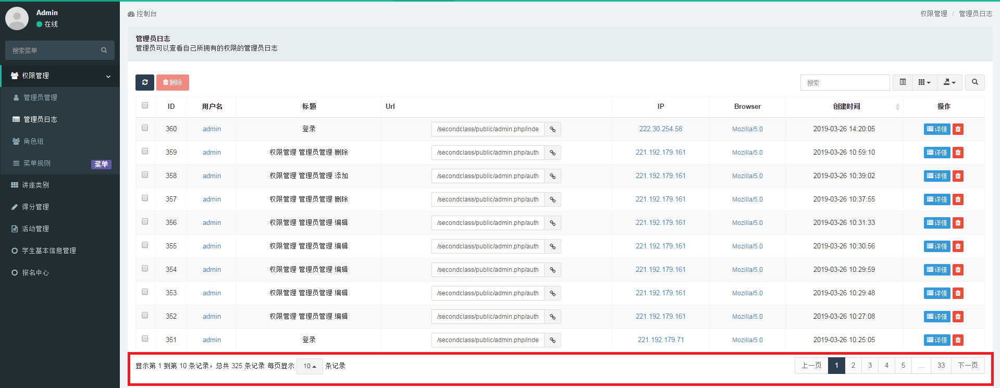 Admin
在线
搜索菜单
权限管理
管理员管理
管理员日志
角色组
菜单规则 菜单
讲座类别
得分管理
活动管理
学生基本信息管理
报名中心
控制台
权限管理 / 管理员日志
管理员日志
管理员可以查看自己所拥有的权限的管理员日志
删除
搜索
ID 用户名 标题 Url IP Browser 创建时间 操作
360 admin 登录 /secondclass/public/admin.php/inde 222.30.254.58 Mozilla/5.0 2019-03-26 14:20:05 详情
359 admin 权限管理 管理员管理 删除 /secondclass/public/admin.php/auth 221.192.179.161 Mozilla/5.0 2019-03-26 10:59:10 详情
358 admin 权限管理 管理员管理 添加 /secondclass/public/admin.php/auth 221.192.179.161 Mozilla/5.0 2019-03-26 10:39:02 详情
357 admin 权限管理 管理员管理 删除 /secondclass/public/admin.php/auth 221.192.179.161 Mozilla/5.0 2019-03-26 10:37:55 详情
356 admin 权限管理 管理员管理 编辑 /secondclass/public/admin.php/auth 221.192.179.161 Mozilla/5.0 2019-03-26 10:31:33 详情
355 admin 权限管理 管理员管理 编辑 /secondclass/public/admin.php/auth 221.192.179.161 Mozilla/5.0 2019-03-26 10:30:56 详情
354 admin 权限管理 管理员管理 编辑 /secondclass/public/admin.php/auth 221.192.179.161 Mozilla/5.0 2019-03-26 10:29:59 详情
353 admin 权限管理 管理员管理 编辑 /secondclass/public/admin.php/auth 221.192.179.161 Mozilla/5.0 2019-03-26 10:29:48 详情
352 admin 权限管理 管理员管理 编辑 /secondclass/public/admin.php/auth 221.192.179.161 Mozilla/5.0 2019-03-26 10:27:08 详情
351 admin 登录 /secondclass/public/admin.php/inde 221.192.179.71 Mozilla/5.0 2019-03-26 10:25:05 详情
显示第 1 到第 10 条记录，总共 325 条记录 每页显示 10 条记录
上一页 1 2 3 4 5 ... 33 下一页